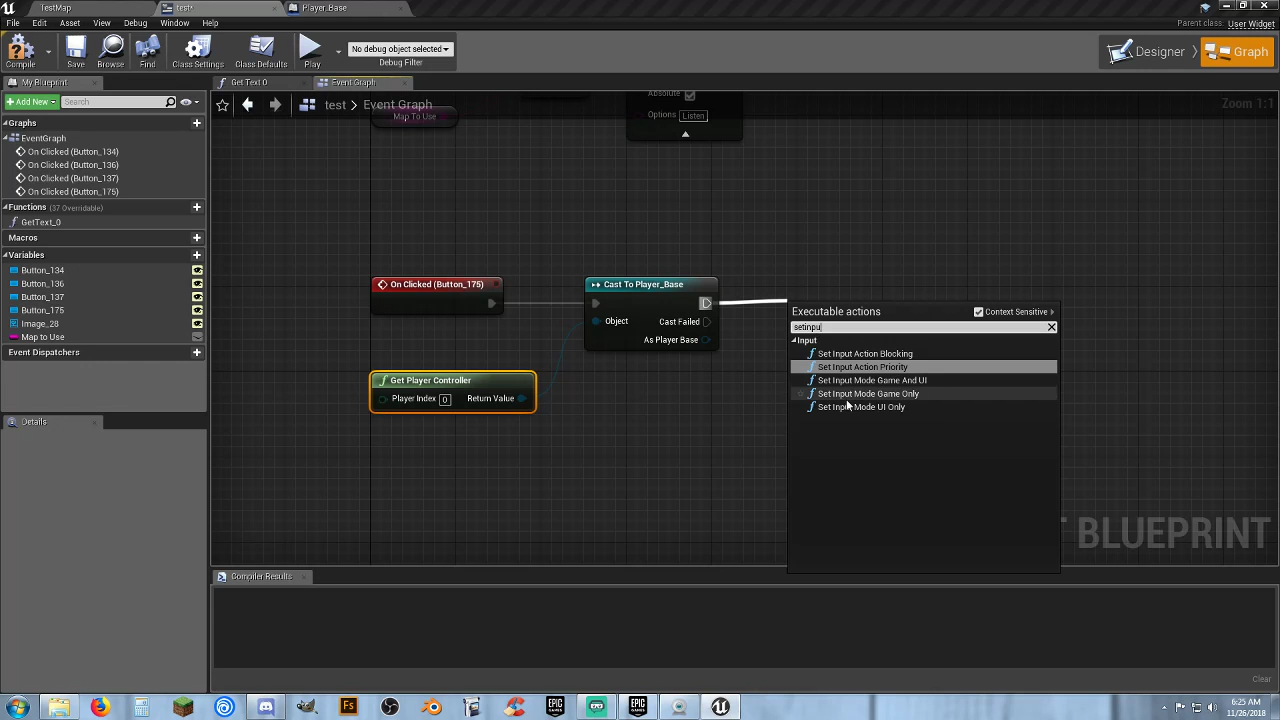 TestMap
test*
Player_Base
File
Edit
Asset
View
Debug
Window
Help
Parent class: User Widget
Compile
Save
Browse
Find
Class Settings
Class Defaults
Play
No debug object selected
Debug Filter
Designer
Graph
My Blueprint
Get Text 0
Event Graph
Add New
Search
test > Event Graph
Zoom 1:1
Graphs
EventGraph
On Clicked (Button_134)
On Clicked (Button_136)
On Clicked (Button_137)
On Clicked (Button_175)
Functions (37 Overridable)
GetText_0
Macros
Variables
Button_134
Button_136
Button_137
Button_175
Image_28
Map to Use
Event Dispatchers
Details
Map To Use
Absolute
Options Listen
On Clicked (Button_175)
Cast To Player_Base
Object
Cast Failed
As Player Base
Get Player Controller
Player Index 0
Return Value
Executable actions
Context Sensitive
setinpu
Input
Set Input Action Blocking
Set Input Action Priority
Set Input Mode Game And UI
Set Input Mode Game Only
Set Input Mode UI Only
BLUEPRINT
Compiler Results
Clear
Fs
EPIC GAMES
EPIC GAMES
6:25 AM
11/26/2018